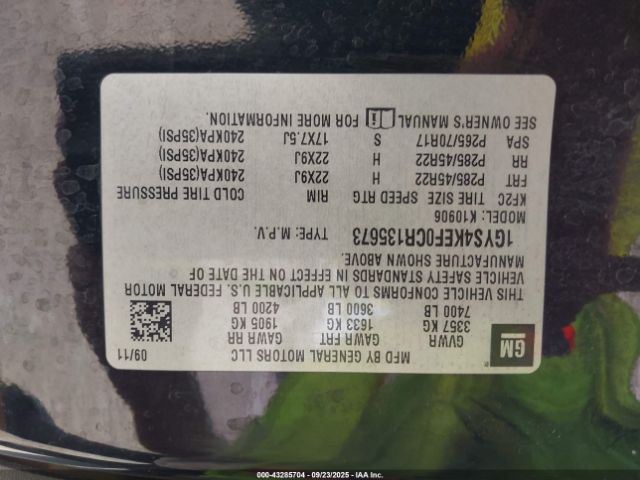 GM
MFD BY GENERAL MOTORS LLC
09/11
GVWR GAWR FRT GAWR RR
3357 KG 1633 KG 1905 KG
7400 LB 3600 LB 4200 LB
THIS VEHICLE CONFORMS TO ALL APPLICABLE U.S. FEDERAL MOTOR
VEHICLE SAFETY STANDARDS IN EFFECT ON THE DATE OF
MANUFACTURE SHOWN ABOVE.
1GYS4KEF0CR135673 TYPE: M.P.V.
MODEL: K10906
KF2C TIRE SIZE SPEED RTG RIM COLD TIRE PRESSURE
FRT P285/45R22 H 22X9J 240KPA(35PSI)
RR P285/45R22 H 22X9J 240KPA(35PSI)
SPA P265/70R17 S 17X7.5J 240KPA(35PSI)
SEE OWNER'S MANUAL FOR MORE INFORMATION.
000-43285704 | 09/23/2025 | IAA Inc.